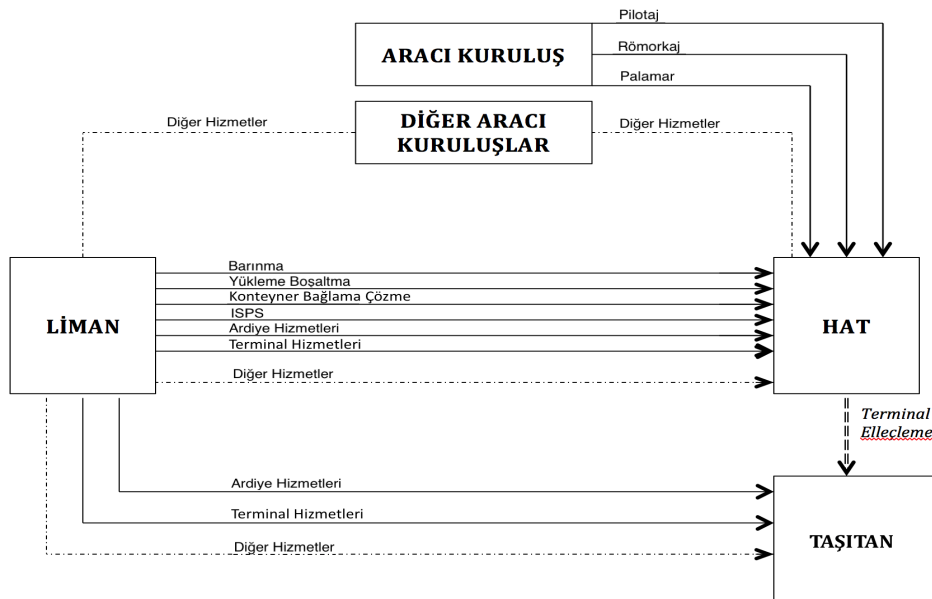 Pilotaj
ARACI KURULUŞ
Römorkaj
Palamar
Diğer Hizmetler
DİĞER ARACI
KURULUŞLAR
Diğer Hizmetler
LİMAN
Barınma
Yükleme Boşaltma
Konteyner Bağlama Çözme
ISPS
Ardiye Hizmetleri
Terminal Hizmetleri
Diğer Hizmetler
HAT
Terminal
Elleçleme
Ardiye Hizmetleri
Terminal Hizmetleri
Diğer Hizmetler
TAŞITAN